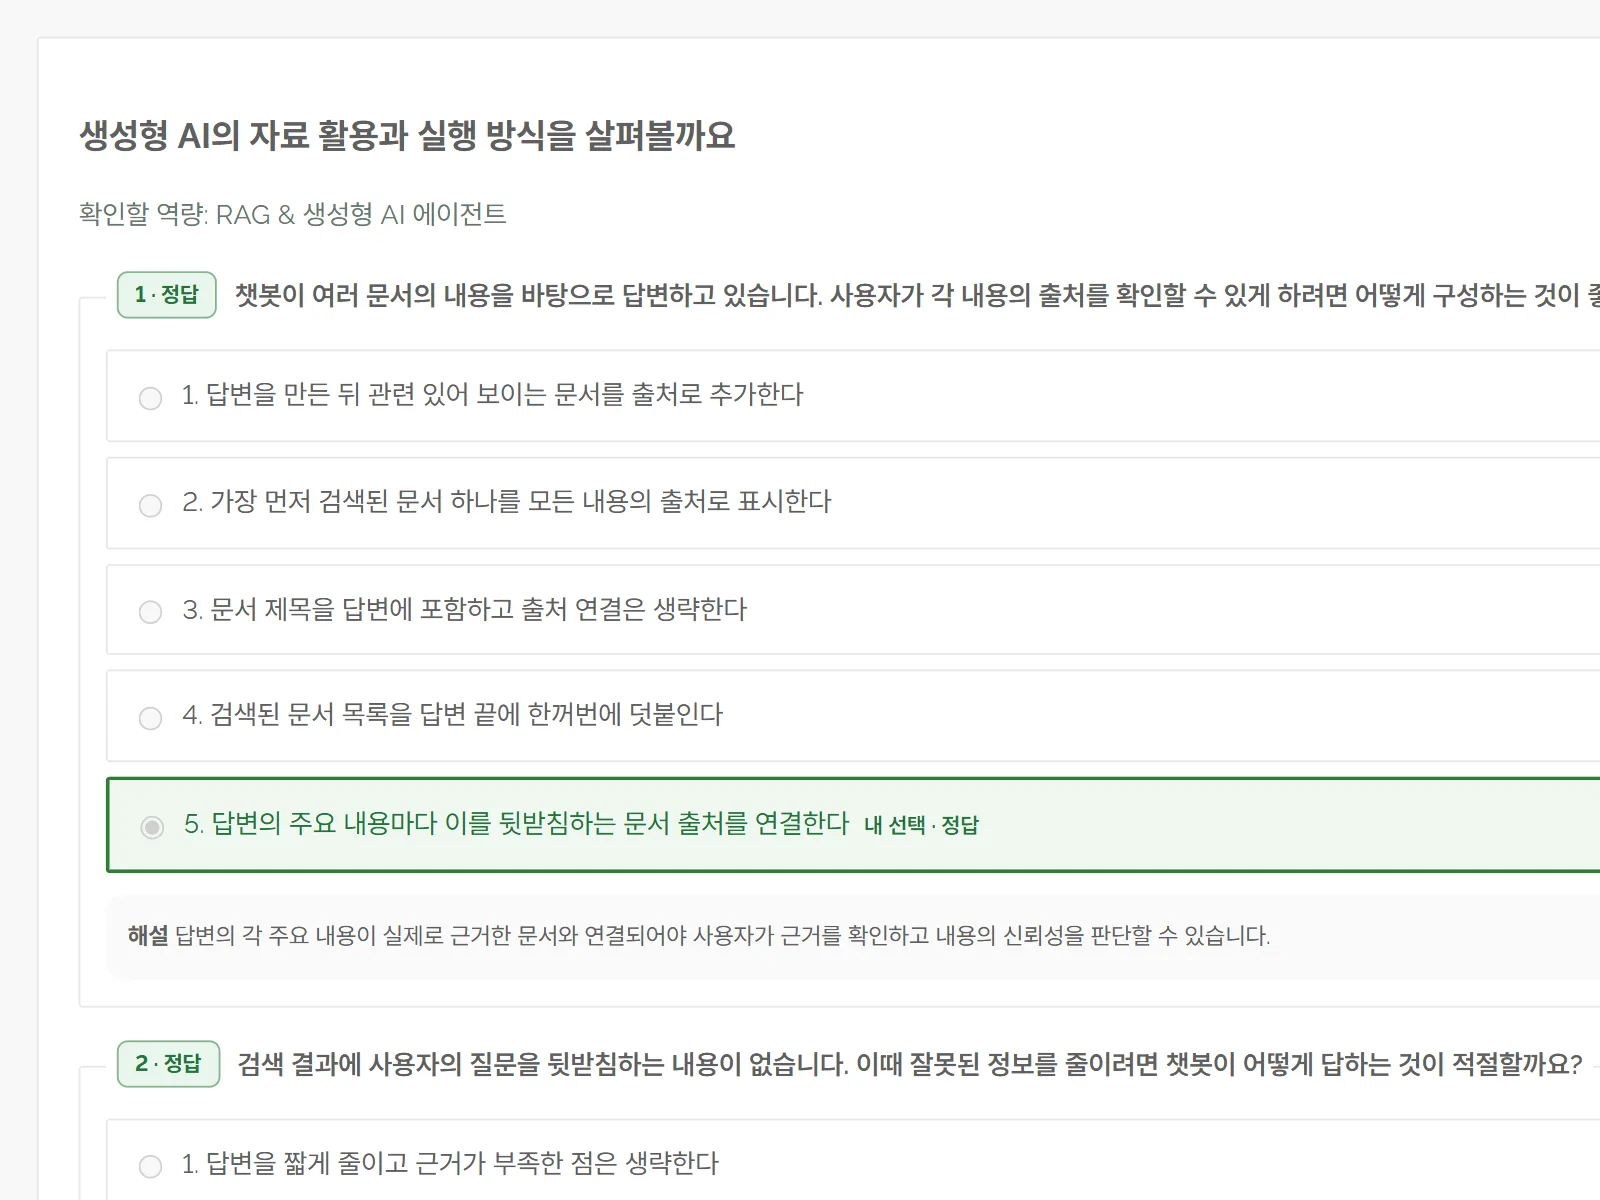 생성형 AI의 자료 활용과 실행 방식을 살펴볼까요
확인할 역량: RAG & 생성형 AI 에이전트
1 · 정답 챗봇이 여러 문서의 내용을 바탕으로 답변하고 있습니다. 사용자가 각 내용의 출처를 확인할 수 있게 하려면 어떻게 구성하는 것이
1. 답변을 만든 뒤 관련 있어 보이는 문서를 출처로 추가한다
2. 가장 먼저 검색된 문서 하나를 모든 내용의 출처로 표시한다
3. 문서 제목을 답변에 포함하고 출처 연결은 생략한다
4. 검색된 문서 목록을 답변 끝에 한꺼번에 덧붙인다
5. 답변의 주요 내용마다 이를 뒷받침하는 문서 출처를 연결한다 내 선택 · 정답
해설 답변의 각 주요 내용이 실제로 근거한 문서와 연결되어야 사용자가 근거를 확인하고 내용의 신뢰성을 판단할 수 있습니다.
2 · 정답 검색 결과에 사용자의 질문을 뒷받침하는 내용이 없습니다. 이때 잘못된 정보를 줄이려면 챗봇이 어떻게 답하는 것이 적절할까요?
1. 답변을 짧게 줄이고 근거가 부족한 점은 생략한다